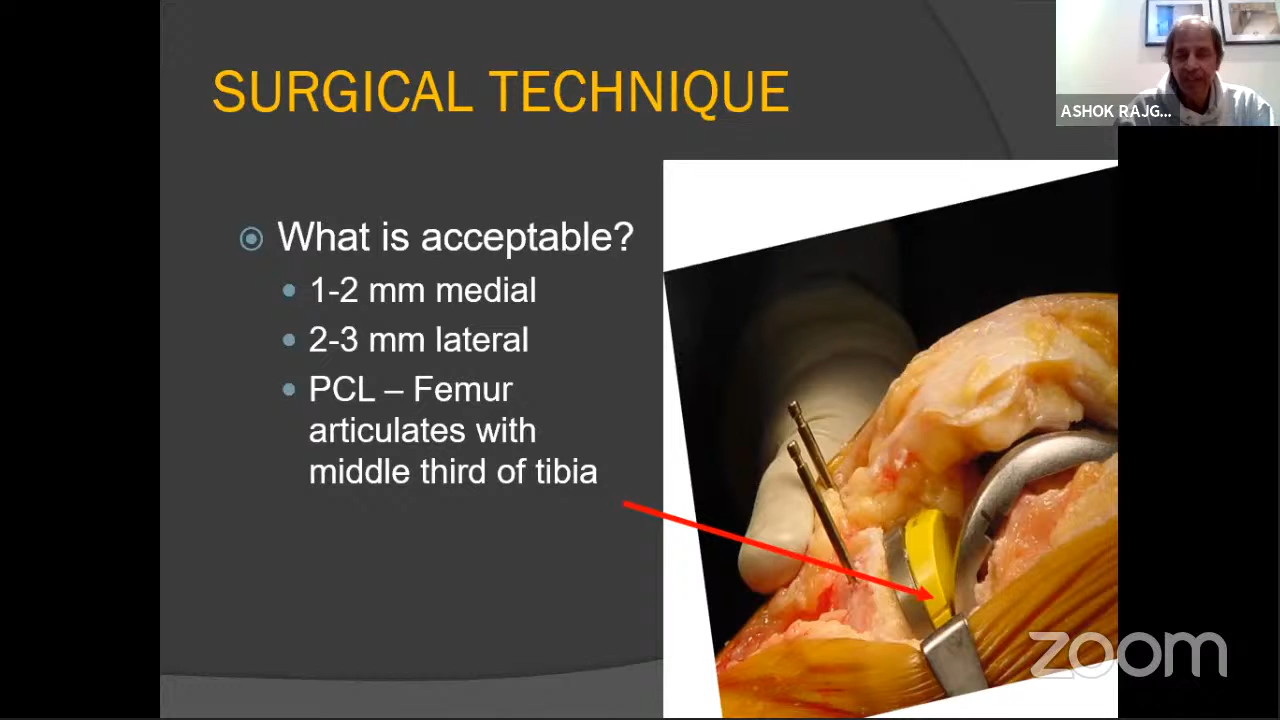 SURGICAL TECHNIQUE
ASHOK RAJG...
What is acceptable?
1-2 mm medial
2-3 mm lateral
PCL – Femur
articulates with
middle third of tibia
zoom